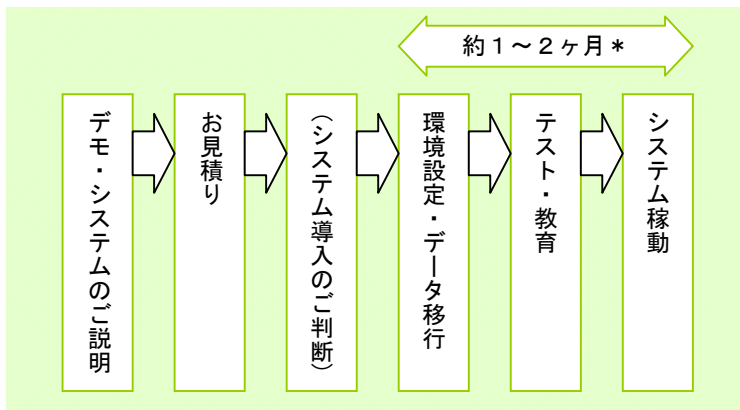 約１～２ヶ月＊
デモ・システムのご説明
お見積り
（システム導入のご判断）
環境設定・データ移行
テスト・教育
システム稼動